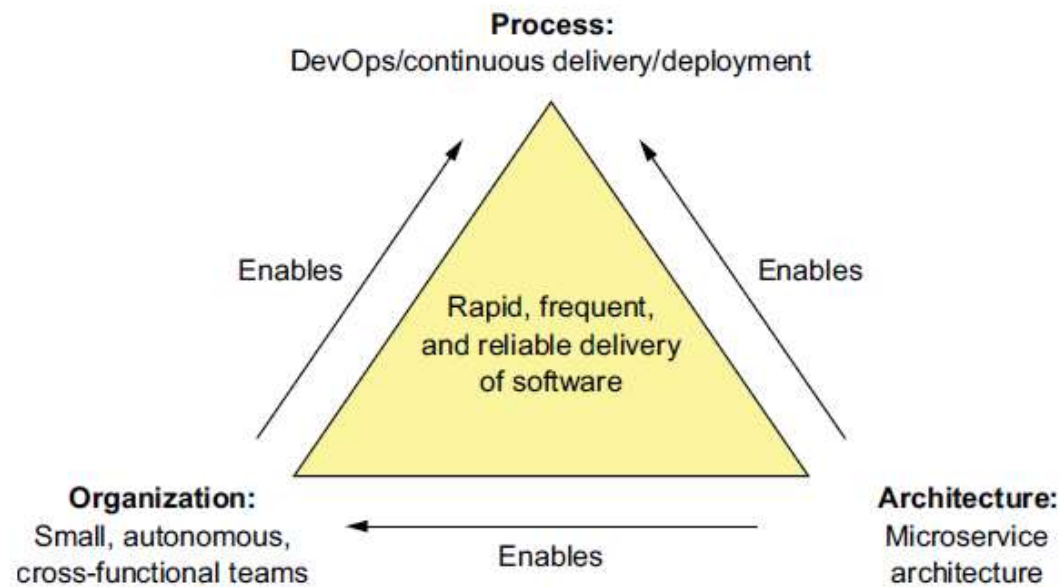 Process:
DevOps/continuous delivery/deployment
Enables
Enables
Rapid, frequent,
and reliable delivery
of software
Organization:
Small, autonomous,
cross-functional teams
Enables
Architecture:
Microservice
architecture